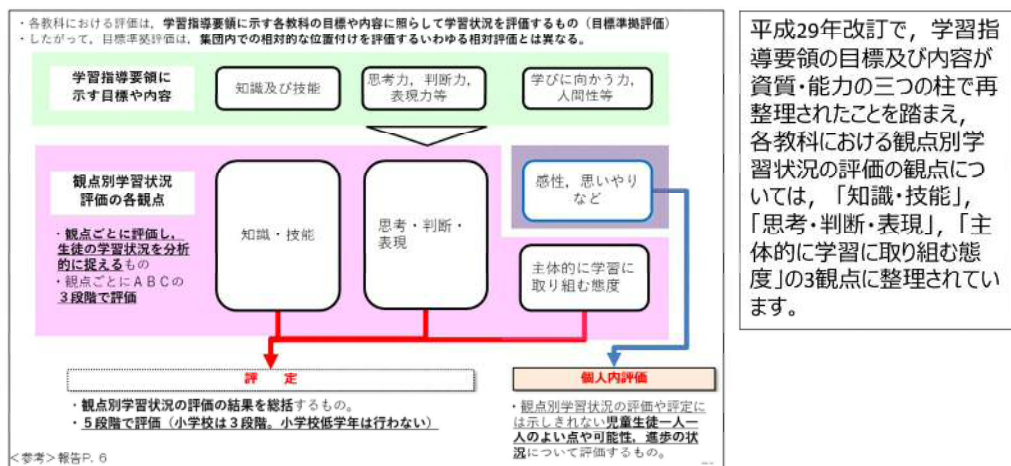 ・各教科における評価は，学習指導要領に示す各教科の目標や内容に照らして学習状況を評価するもの（目標準拠評価）
・したがって，目標準拠評価は，集団内での相対的な位置付けを評価するいわゆる相対評価とは異なる。
学習指導要領に
示す目標や内容
知識及び技能
思考力，判断力，
表現力等
学びに向かう力，
人間性等
観点別学習状況
評価の各観点
・観点ごとに評価し，
生徒の学習状況を分析
的に捉えるもの
・観点ごとにＡＢＣの
３段階で評価
知識・技能
思考・判断・
表現
感性，思いやり
など
主体的に学習に
取り組む態度
評　定
・観点別学習状況の評価の結果を総括するもの。
・５段階で評価（小学校は３段階。小学校低学年は行わない）
個人内評価
・観点別学習状況の評価や評定に
は示しきれない児童生徒一人一
人のよい点や可能性，進歩の状
況について評価するもの。
＜参考＞報告P．6
平成29年改訂で，学習指
導要領の目標及び内容が
資質・能力の三つの柱で再
整理されたことを踏まえ，
各教科における観点別学
習状況の評価の観点につ
いては，「知識・技能」，
「思考・判断・表現」，「主
体的に学習に取り組む態
度」の3観点に整理されてい
ます。